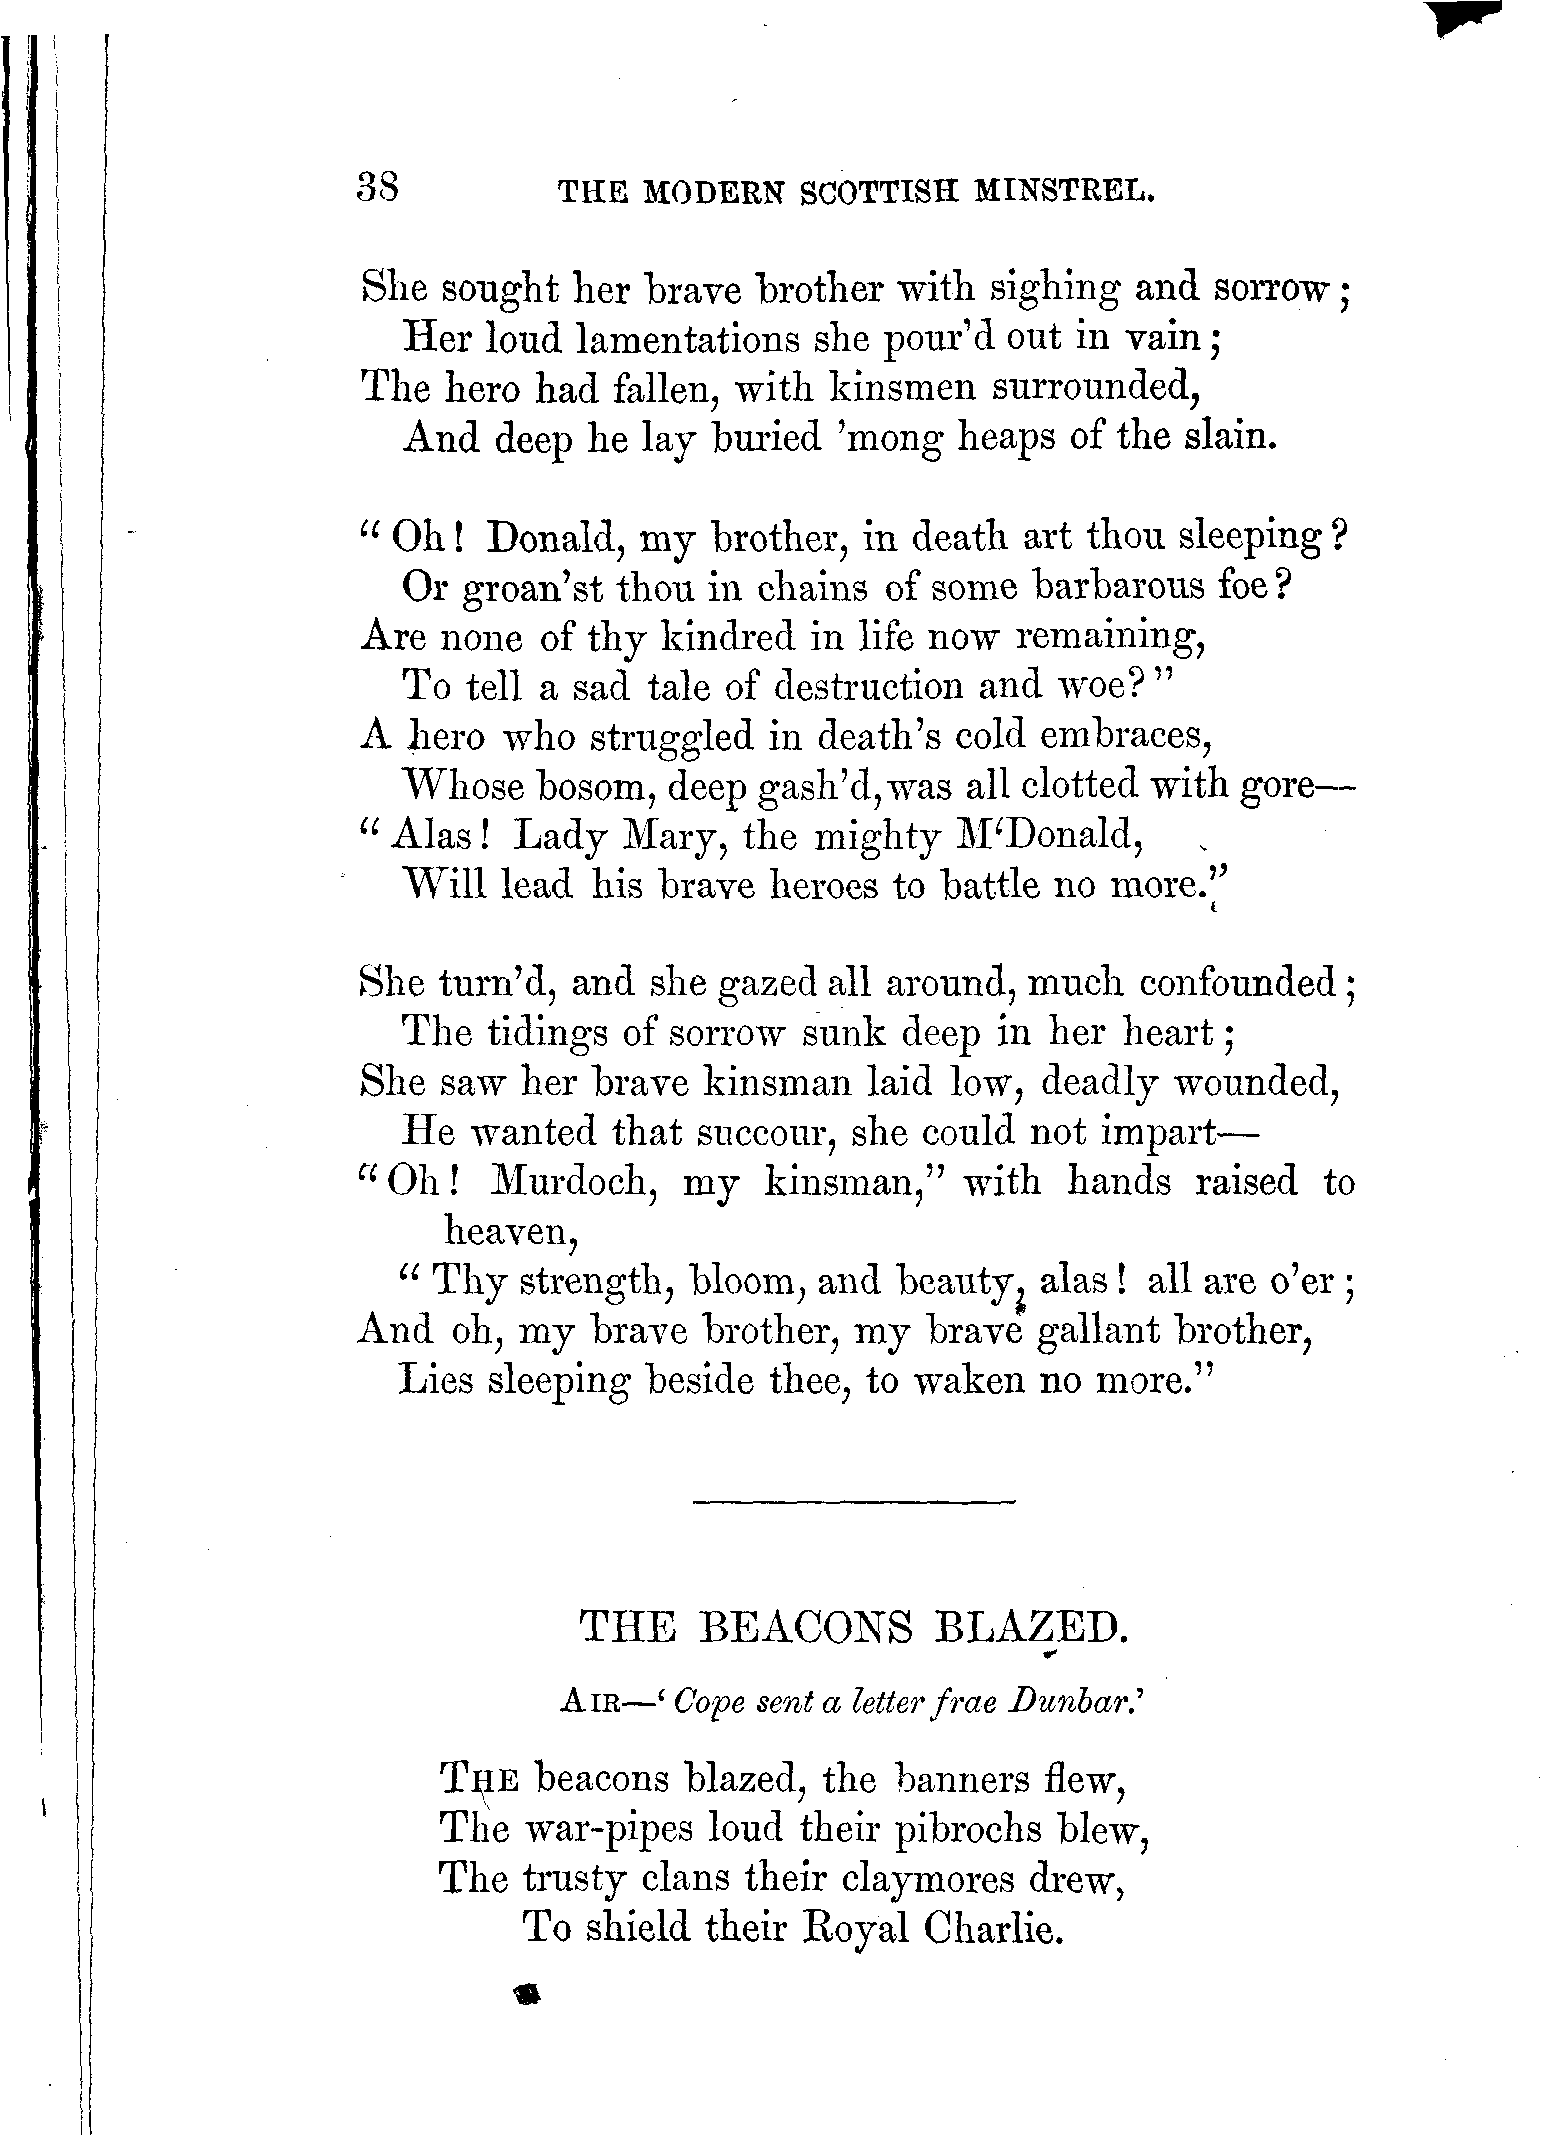 38 THE MODERN SCOTTISH MINSTREL.
She sought her brave brother with sighing and sorrow;
Her loud lamentations she pour'd out in vain;
The hero had fallen, with kinsmen surrounded,
And deep he lay buried 'mong heaps of the slain.
"Oh! Donald, my brother, in death art thou sleeping?
Or groan'st thou in chains of some barbarous foe?
Are none of thy kindred in life now remaining,
To tell a sad tale of destruction and woe?"
A hero who struggled in death's cold embraces,
Whose bosom, deep gash'd, was all clotted with gore—
"Alas! Lady Mary, the mighty M'Donald,
Will lead his brave heroes to battle no more."
She turn'd, and she gazed all around, much confounded;
The tidings of sorrow sunk deep in her heart;
She saw her brave kinsman laid low, deadly wounded,
He wanted that succour, she could not impart—
"Oh! Murdoch, my kinsman," with hands raised to
heaven,
"Thy strength, bloom, and beauty, alas! all are o'er;
And oh, my brave brother, my brave gallant brother,
Lies sleeping beside thee, to waken no more."
THE BEACONS BLAZED.
AIR—'Cope sent a letter frae Dunbar.'
THE beacons blazed, the banners flew,
The war-pipes loud their pibrochs blew,
The trusty clans their claymores drew,
To shield their Royal Charlie.